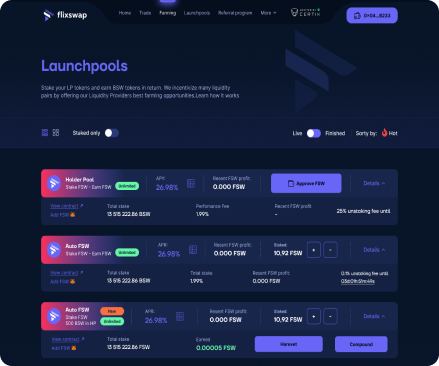 flixswap
Home Trade Farming Launchpools Referral program More
CERTIK
0×04...B233
Launchpools
Stake your LP tokens and earn BSW tokens in return. We incentivize many liquidity
pairs by offering our Liquidity Providers best farming opportunities.Learn how it works
Staked only
Live Finished Sorty by: Hot
Holder Pool
Stake FSW - Earn FSW
Unlimited
APY:
26.98%
Recent FSW profit
0.000 FSW
Approve FSW
Details
View contract
Add FSW
Total stake
13 515 222.86 BSW
Perfomance Fee
1.99%
Recent FSW profit
-
25% unstaking fee until
Auto FSW
Stake FSW - Earn FSW
Unlimited
APR:
26.98%
Recent FSW profit:
0.000 FSW
Staked:
10,92 FSW
+ -
Details
View contract
Add FSW
Total stake
13 515 222.86 BSW
Total stake
1.99%
Recent FSW profit
0.000 FSW
0.1% unstaking fee until
Auto FSW
Stake FSW
500 BSW in HP
Unlimited
APR:
26.98%
Recent FSW profit:
0.000 FSW
Staked:
10,92 FSW
+ -
Details
View contract
Add FSW
Total stake
13 515 222.86 FSW
Earned
0.00005 FSW
Harvest
Compound